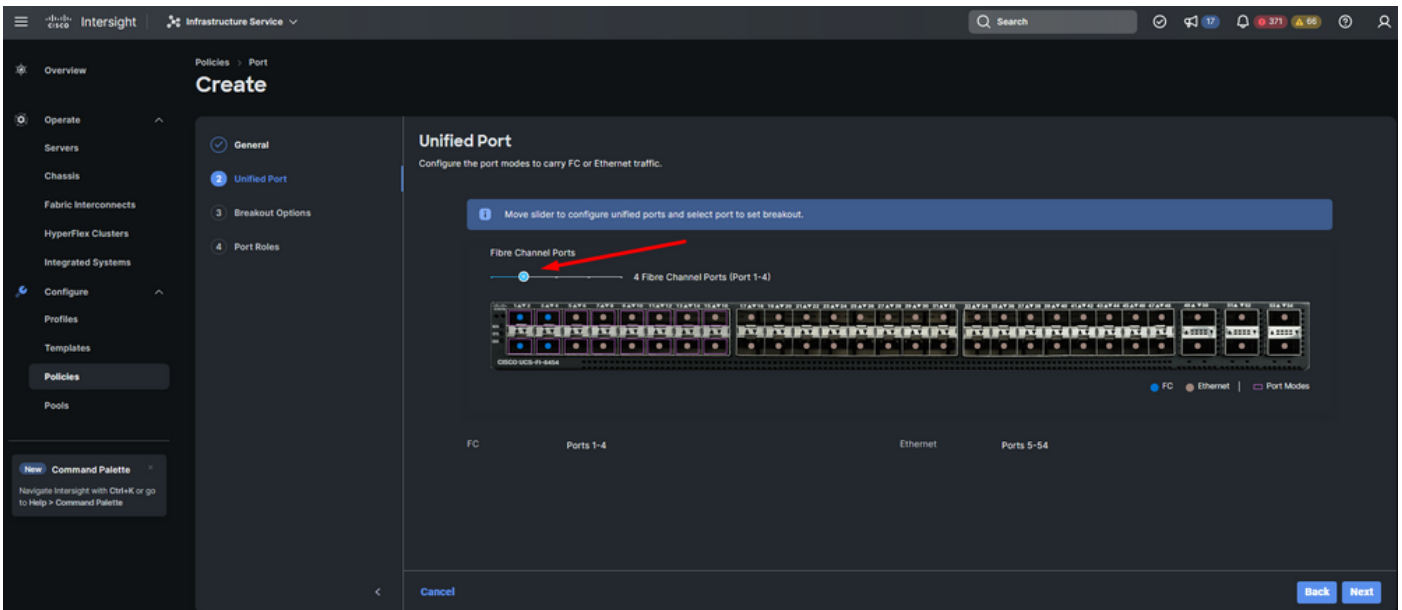 CISCO Intersight Infrastructure Service Search 17 371 66
Policies > Port
Create
Overview
Operate
Servers
Chassis
Fabric Interconnects
HyperFlex Clusters
Integrated Systems
Configure
Profiles
Templates
Policies
Pools
New Command Palette
Navigate Intersight with Ctrl+K or go
to Help > Command Palette
General
2 Unified Port
3 Breakout Options
4 Port Roles
Unified Port
Configure the port modes to carry FC or Ethernet traffic.
Move slider to configure unified ports and select port to set breakout.
Fibre Channel Ports
4 Fibre Channel Ports (Port 1-4)
CISCO UCS-FI-6454
FC Ethernet | Port Modes
FC Ports 1-4 Ethernet Ports 5-54
Cancel Back Next